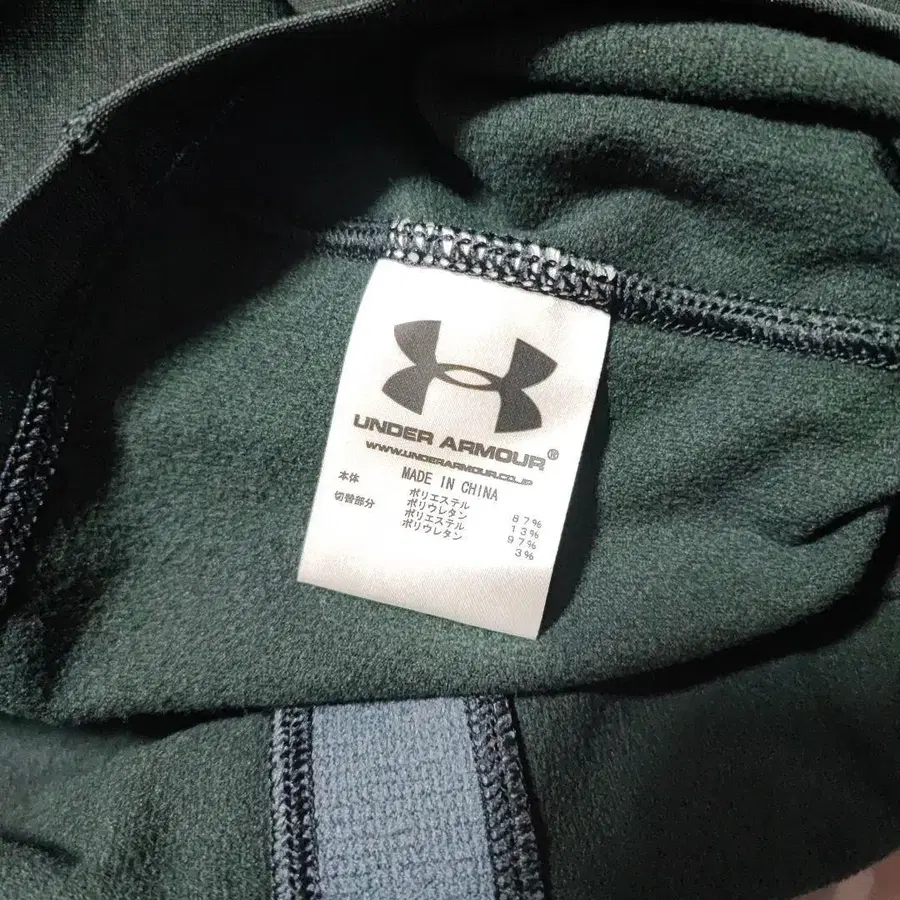 UNDER ARMOUR®
WWW.UNDERARMOUR.CO.JP
MADE IN CHINA
本体 ポリエステル 87%
ポリウレタン 13%
切替部分 ポリエステル 97%
ポリウレタン 3%